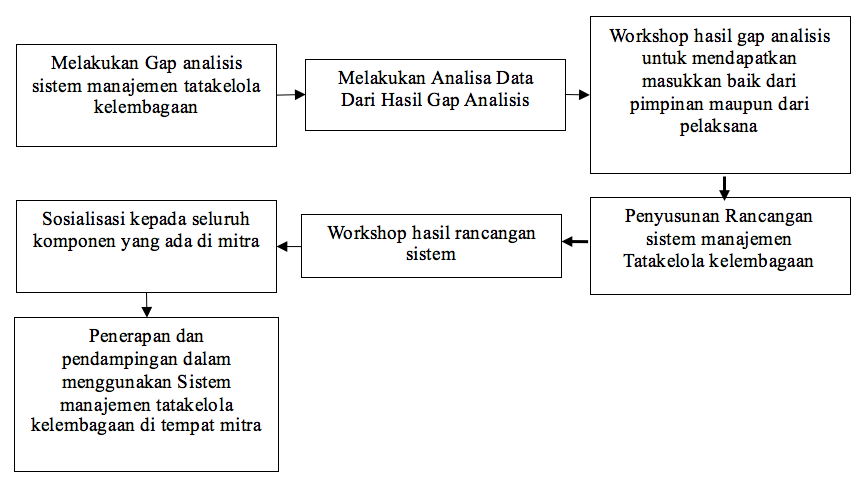 Melakukan Gap analisis
sistem manajemen tatakelola
kelembagaan
Melakukan Analisa Data
Dari Hasil Gap Analisis
Workshop hasil gap analisis
untuk mendapatkan
masukkan baik dari
pimpinan maupun dari
pelaksana
Penyusunan Rancangan
sistem manajemen
Tatakelola kelembagaan
Workshop hasil rancangan
sistem
Sosialisasi kepada seluruh
komponen yang ada di mitra
Penerapan dan
pendampingan dalam
menggunakan Sistem
manajemen tatakelola
kelembagaan di tempat mitra